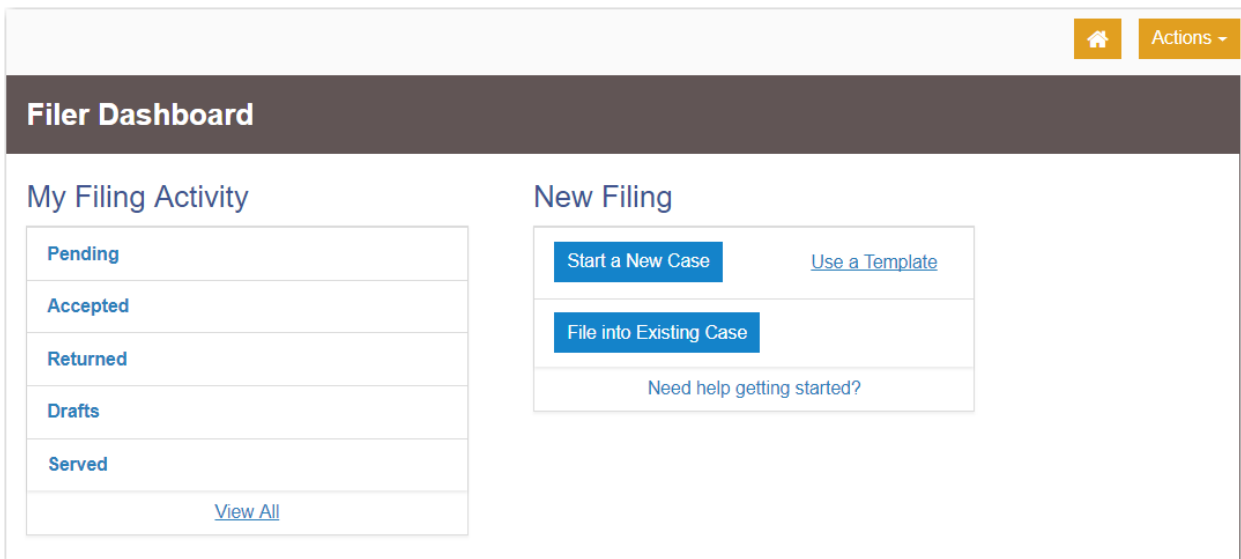 Actions
Filer Dashboard
My Filing Activity
Pending
Accepted
Returned
Drafts
Served
View All
New Filing
Start a New Case
Use a Template
File into Existing Case
Need help getting started?